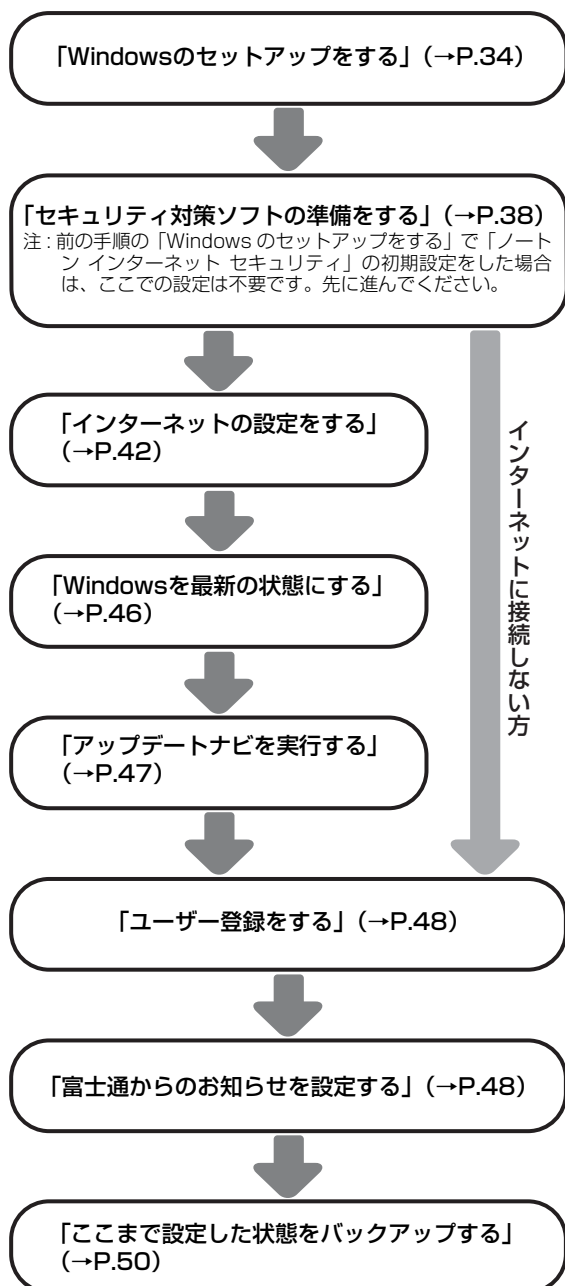 「Windowsのセットアップをする」(→P.34)
「セキュリティ対策ソフトの準備をする」(→P.38)
注：前の手順の「Windows のセットアップをする」で「ノート
ン インターネット セキュリティ」の初期設定をした場合
は、ここでの設定は不要です。先に進んでください。
「インターネットの設定をする」
(→P.42)
インターネットに接続しない方
「Windowsを最新の状態にする」
(→P.46)
「アップデートナビを実行する」
(→P.47)
「ユーザー登録をする」(→P.48)
「富士通からのお知らせを設定する」(→P.48)
「ここまで設定した状態をバックアップする」
(→P.50)